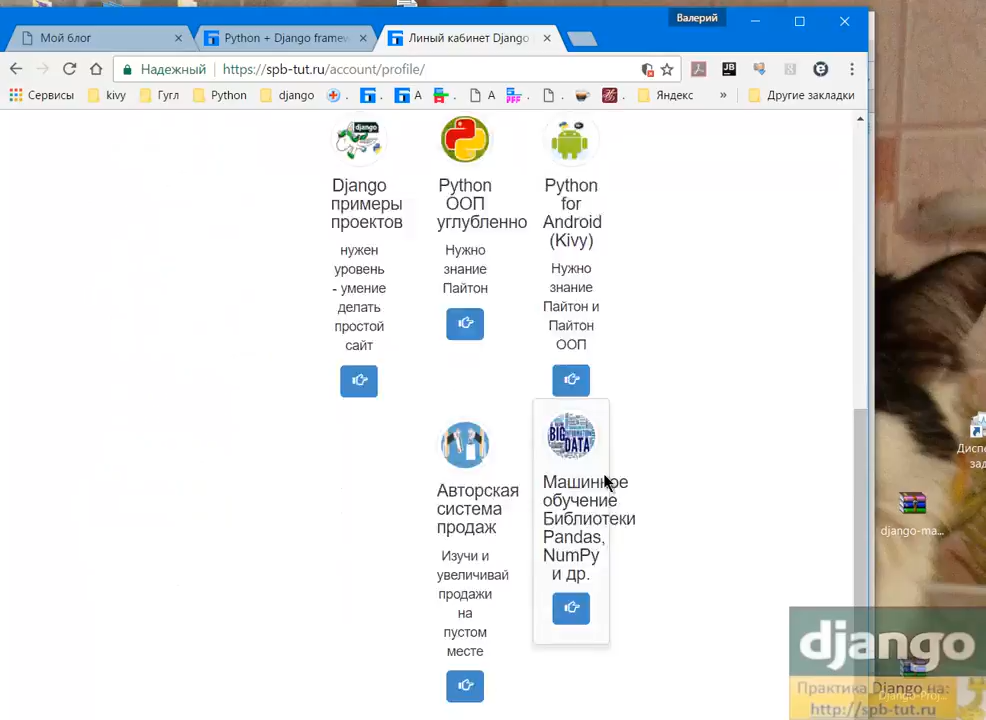 Валерий
Мой блог
Python + Django framew
Линый кабинет Django
Надежный
https://spb-tut.ru/account/profile/
Сервисы
kivy
Гугл
Python
django
A
A
Яндекс
»
Другие закладки
Django
примеры
проектов
нужен
уровень
- умение
делать
простой
сайт
Python
ООП
углубленно
Нужно
знание
Пайтон
Python
for
Android
(Kivy)
Нужно
знание
Пайтон и
Пайтон
ООП
Авторская
система
продаж
Изучи и
увеличивай
продажи
на
пустом
месте
BIG
DATA
Машинное
обучение
Библиотеки
Pandas,
NumPy
и др.
Диспе
зад
django-ma...
django
Практика Django на:
http://spb-tut.ru